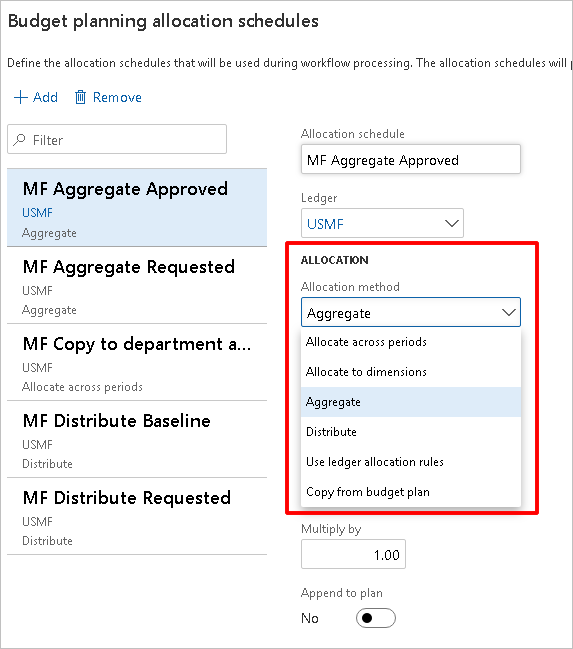 Budget planning allocation schedules
Define the allocation schedules that will be used during workflow processing. The allocation schedules will
Add
Remove
Filter
MF Aggregate Approved
USMF
Aggregate
MF Aggregate Requested
USMF
Aggregate
MF Copy to department a...
USMF
Allocate across periods
MF Distribute Baseline
USMF
Distribute
MF Distribute Requested
USMF
Distribute
Allocation schedule
MF Aggregate Approved
Ledger
USMF
ALLOCATION
Allocation method
Aggregate
Allocate across periods
Allocate to dimensions
Aggregate
Distribute
Use ledger allocation rules
Copy from budget plan
Multiply by
1.00
Append to plan
No